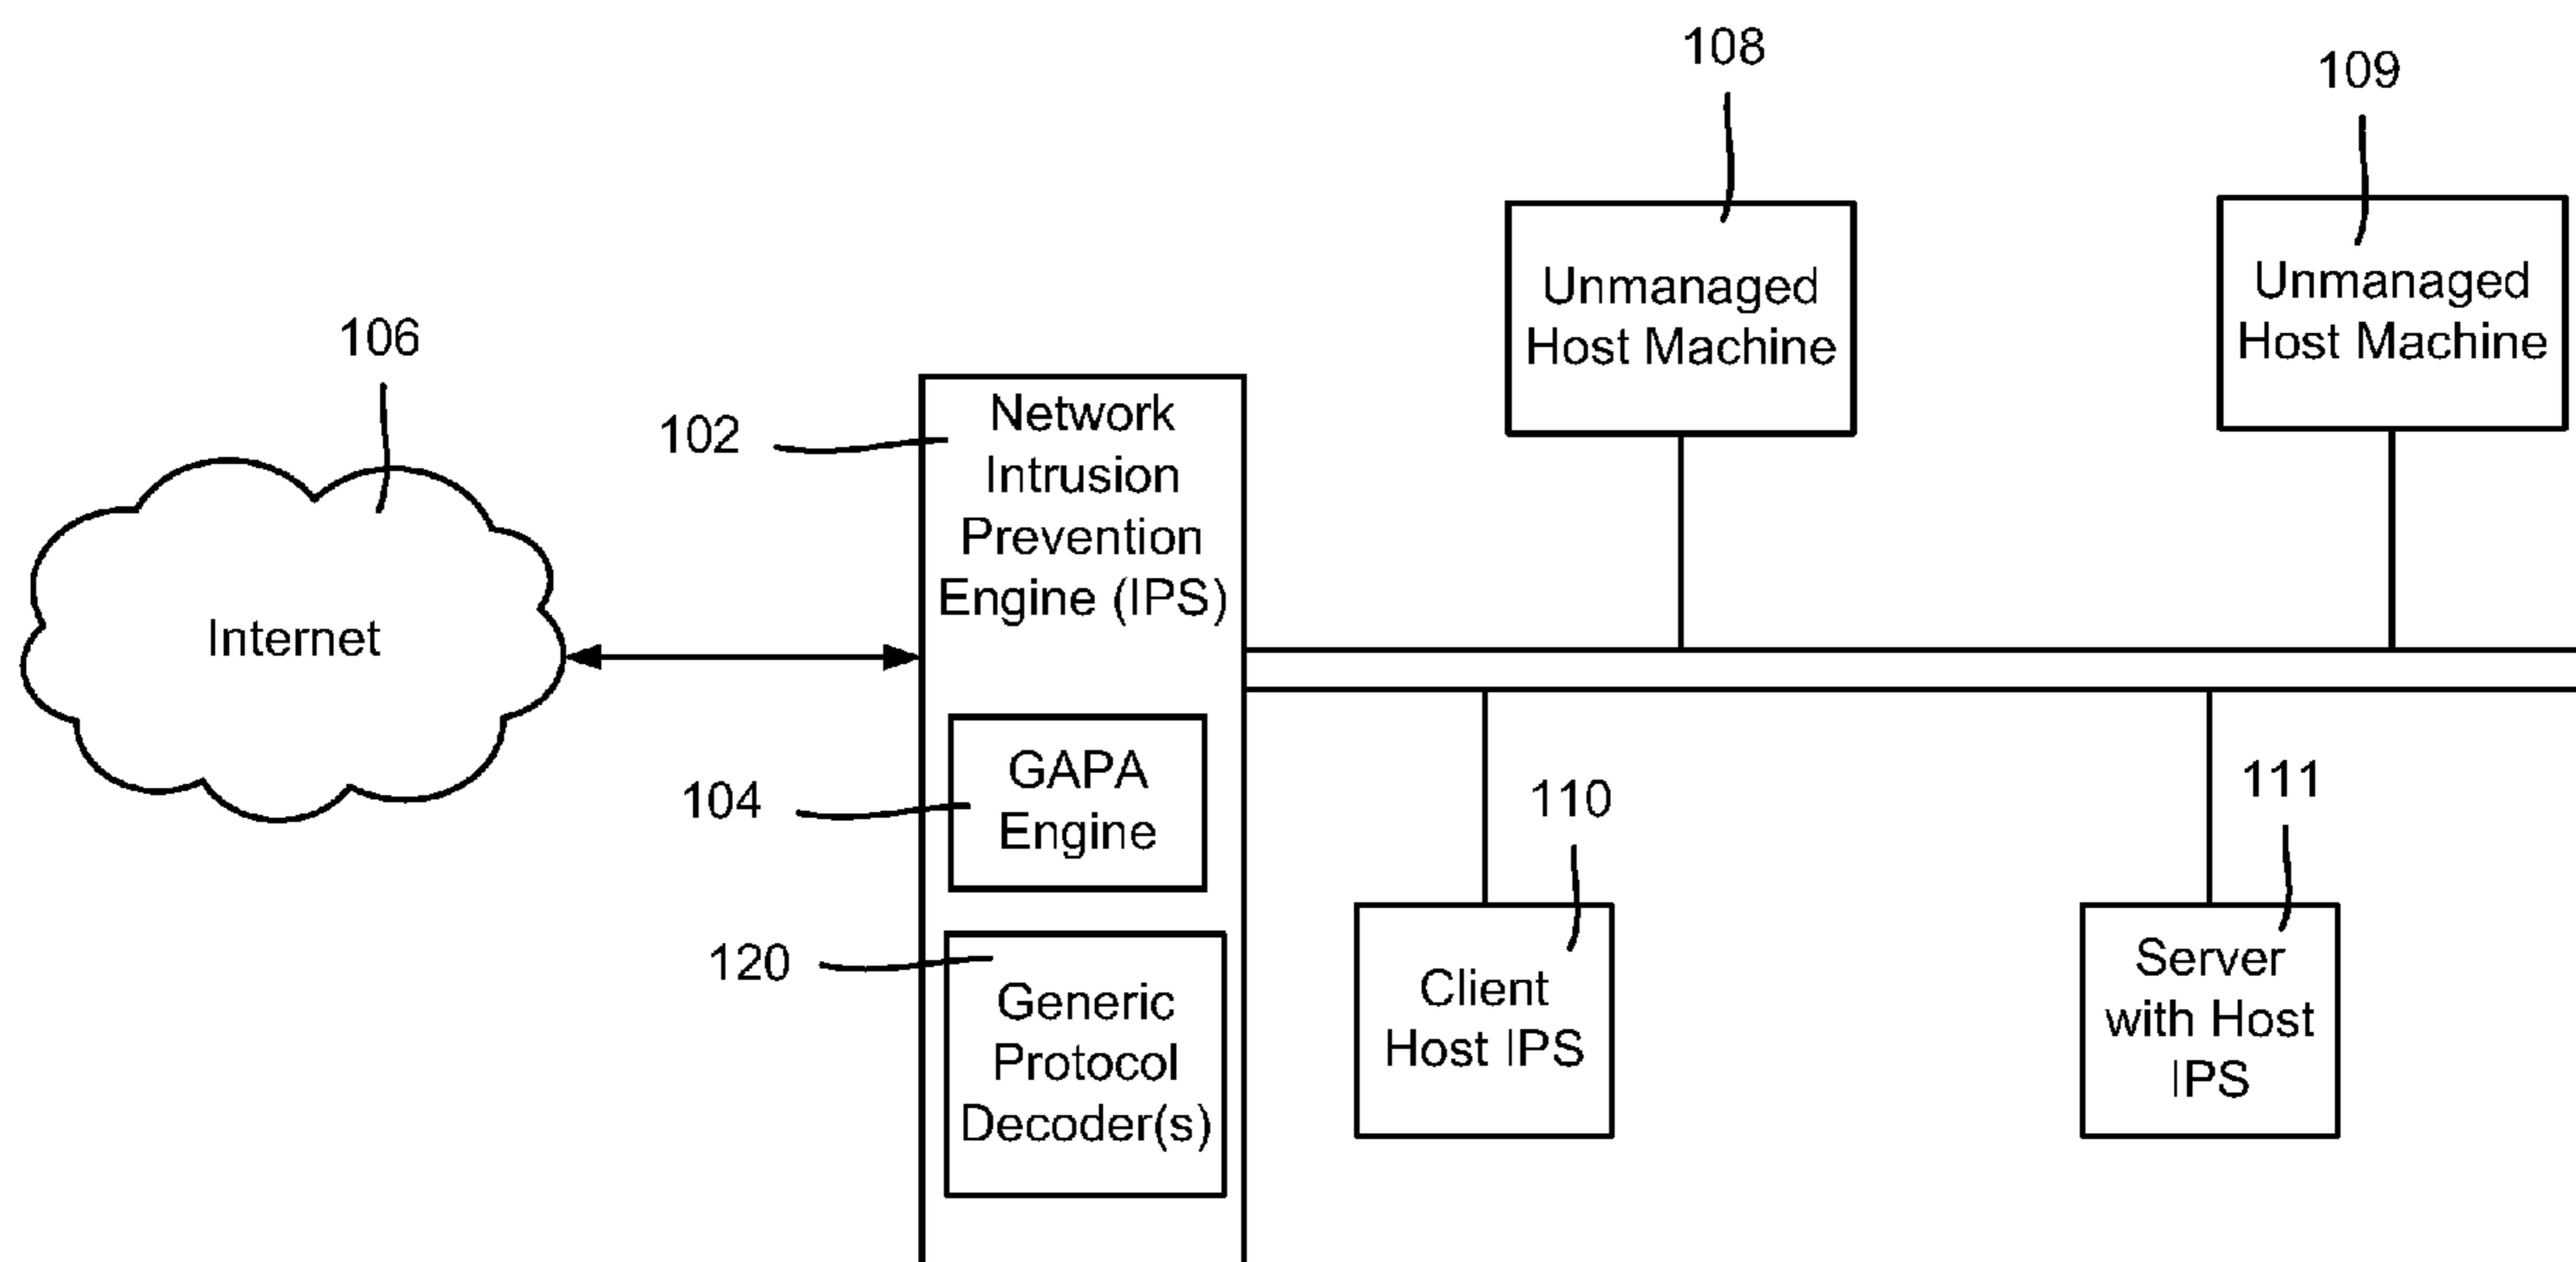 108
109
Unmanaged
Host Machine
Unmanaged
Host Machine
106
102
Network
Intrusion
Prevention
Engine (IPS)
Internet
104
GAPA
Engine
110
111
120
Generic
Protocol
Decoder(s)
Client
Host IPS
Server
with Host
IPS